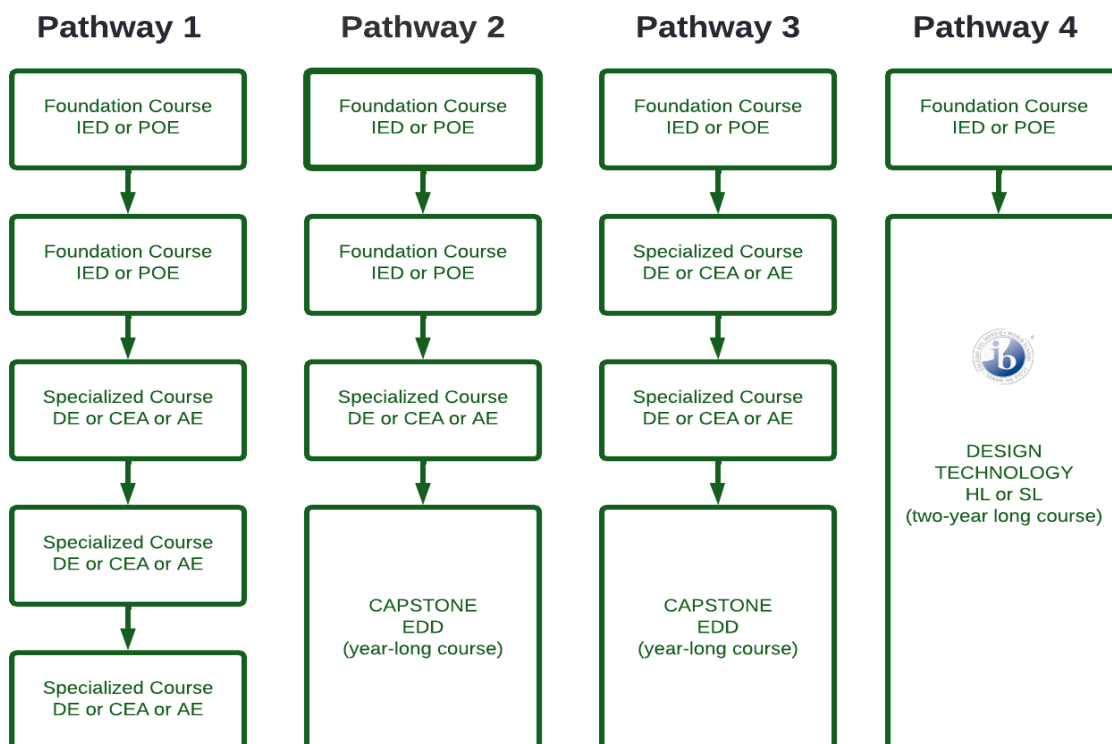 Pathway 1
Foundation Course
IED or POE
Foundation Course
IED or POE
Specialized Course
DE or CEA or AE
Specialized Course
DE or CEA or AE
Specialized Course
DE or CEA or AE
Pathway 2
Foundation Course
IED or POE
Foundation Course
IED or POE
Specialized Course
DE or CEA or AE
CAPSTONE
EDD
(year-long course)
Pathway 3
Foundation Course
IED or POE
Specialized Course
DE or CEA or AE
Specialized Course
DE or CEA or AE
CAPSTONE
EDD
(year-long course)
Pathway 4
Foundation Course
IED or POE
ib
DESIGN
TECHNOLOGY
HL or SL
(two-year long course)